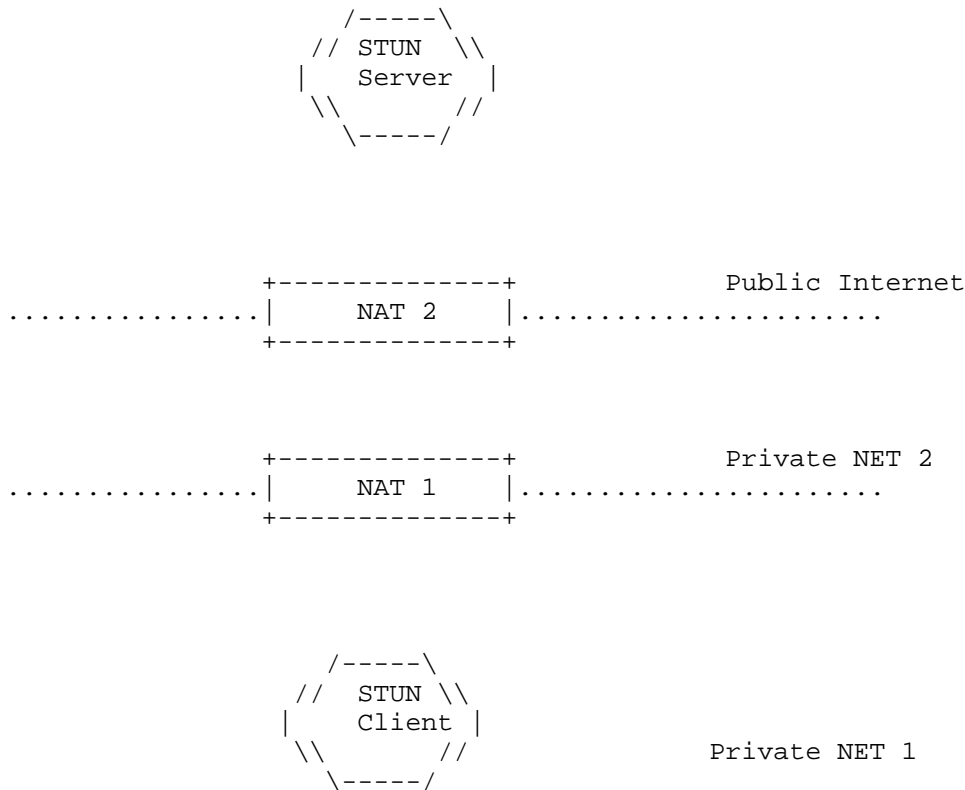 STUN
Server
Public Internet
NAT 2
Private NET 2
NAT 1
STUN
Client
Private NET 1